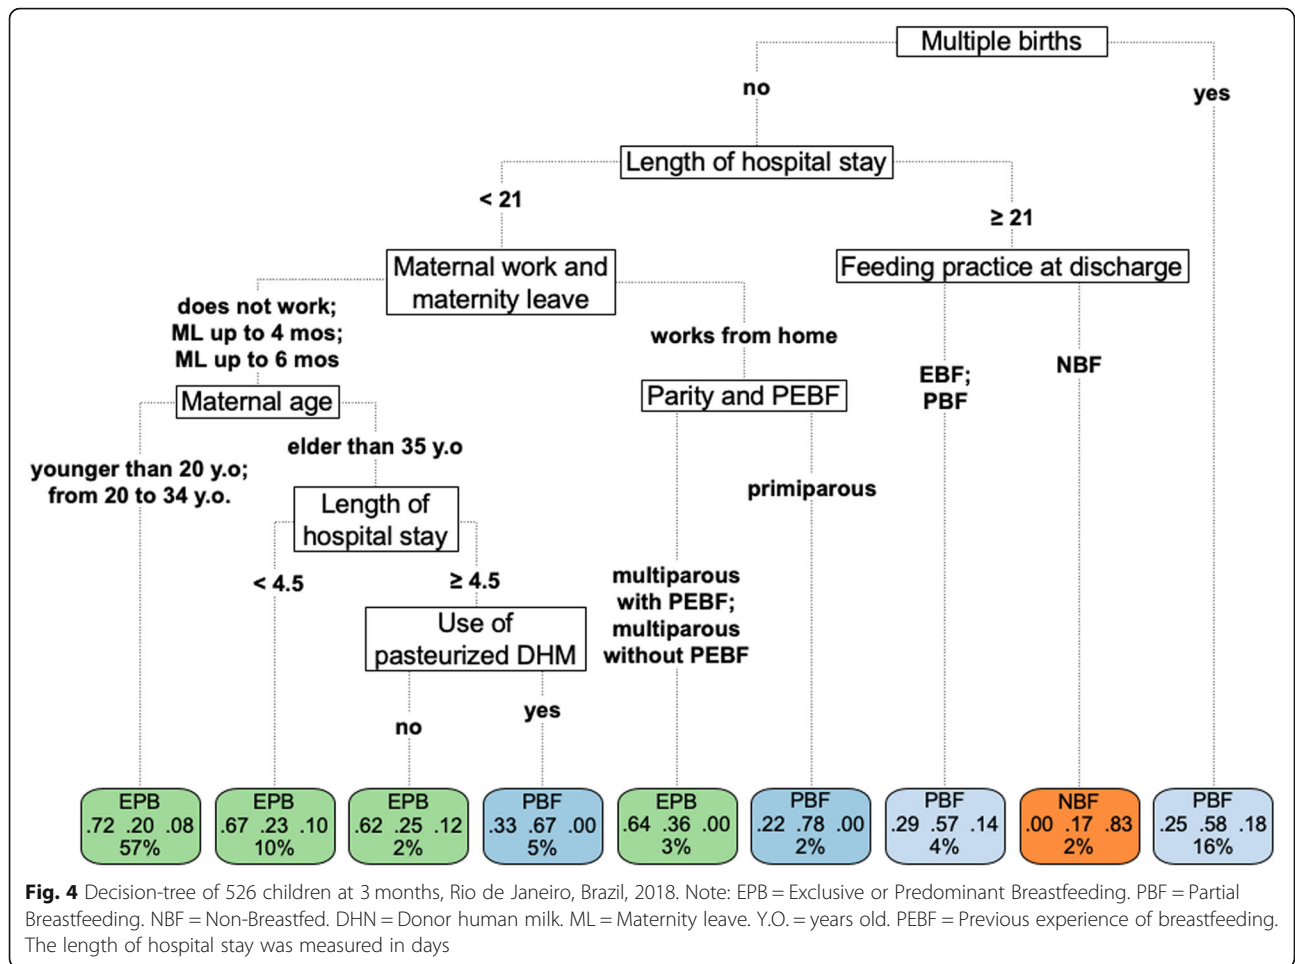 Multiple births
no
yes
Length of hospital stay
< 21
≥ 21
Maternal work and
maternity leave
Feeding practice at discharge
does not work;
ML up to 4 mos;
ML up to 6 mos
works from home
EBF;
PBF
NBF
Maternal age
Parity and PEBF
younger than 20 y.o;
from 20 to 34 y.o.
elder than 35 y.o
primiparous
Length of
hospital stay
< 4.5
≥ 4.5
multiparous
with PEBF;
multiparous
without PEBF
Use of
pasteurized DHM
no
yes
EPB
.72 .20 .08
57%
EPB
.67 .23 .10
10%
EPB
.62 .25 .12
2%
PBF
.33 .67 .00
5%
EPB
.64 .36 .00
3%
PBF
.22 .78 .00
2%
PBF
.29 .57 .14
4%
NBF
.00 .17 .83
2%
PBF
.25 .58 .18
16%
Fig. 4 Decision-tree of 526 children at 3 months, Rio de Janeiro, Brazil, 2018. Note: EPB = Exclusive or Predominant Breastfeeding. PBF = Partial
Breastfeeding. NBF = Non-Breastfed. DHN = Donor human milk. ML = Maternity leave. Y.O. = years old. PEBF = Previous experience of breastfeeding.
The length of hospital stay was measured in days